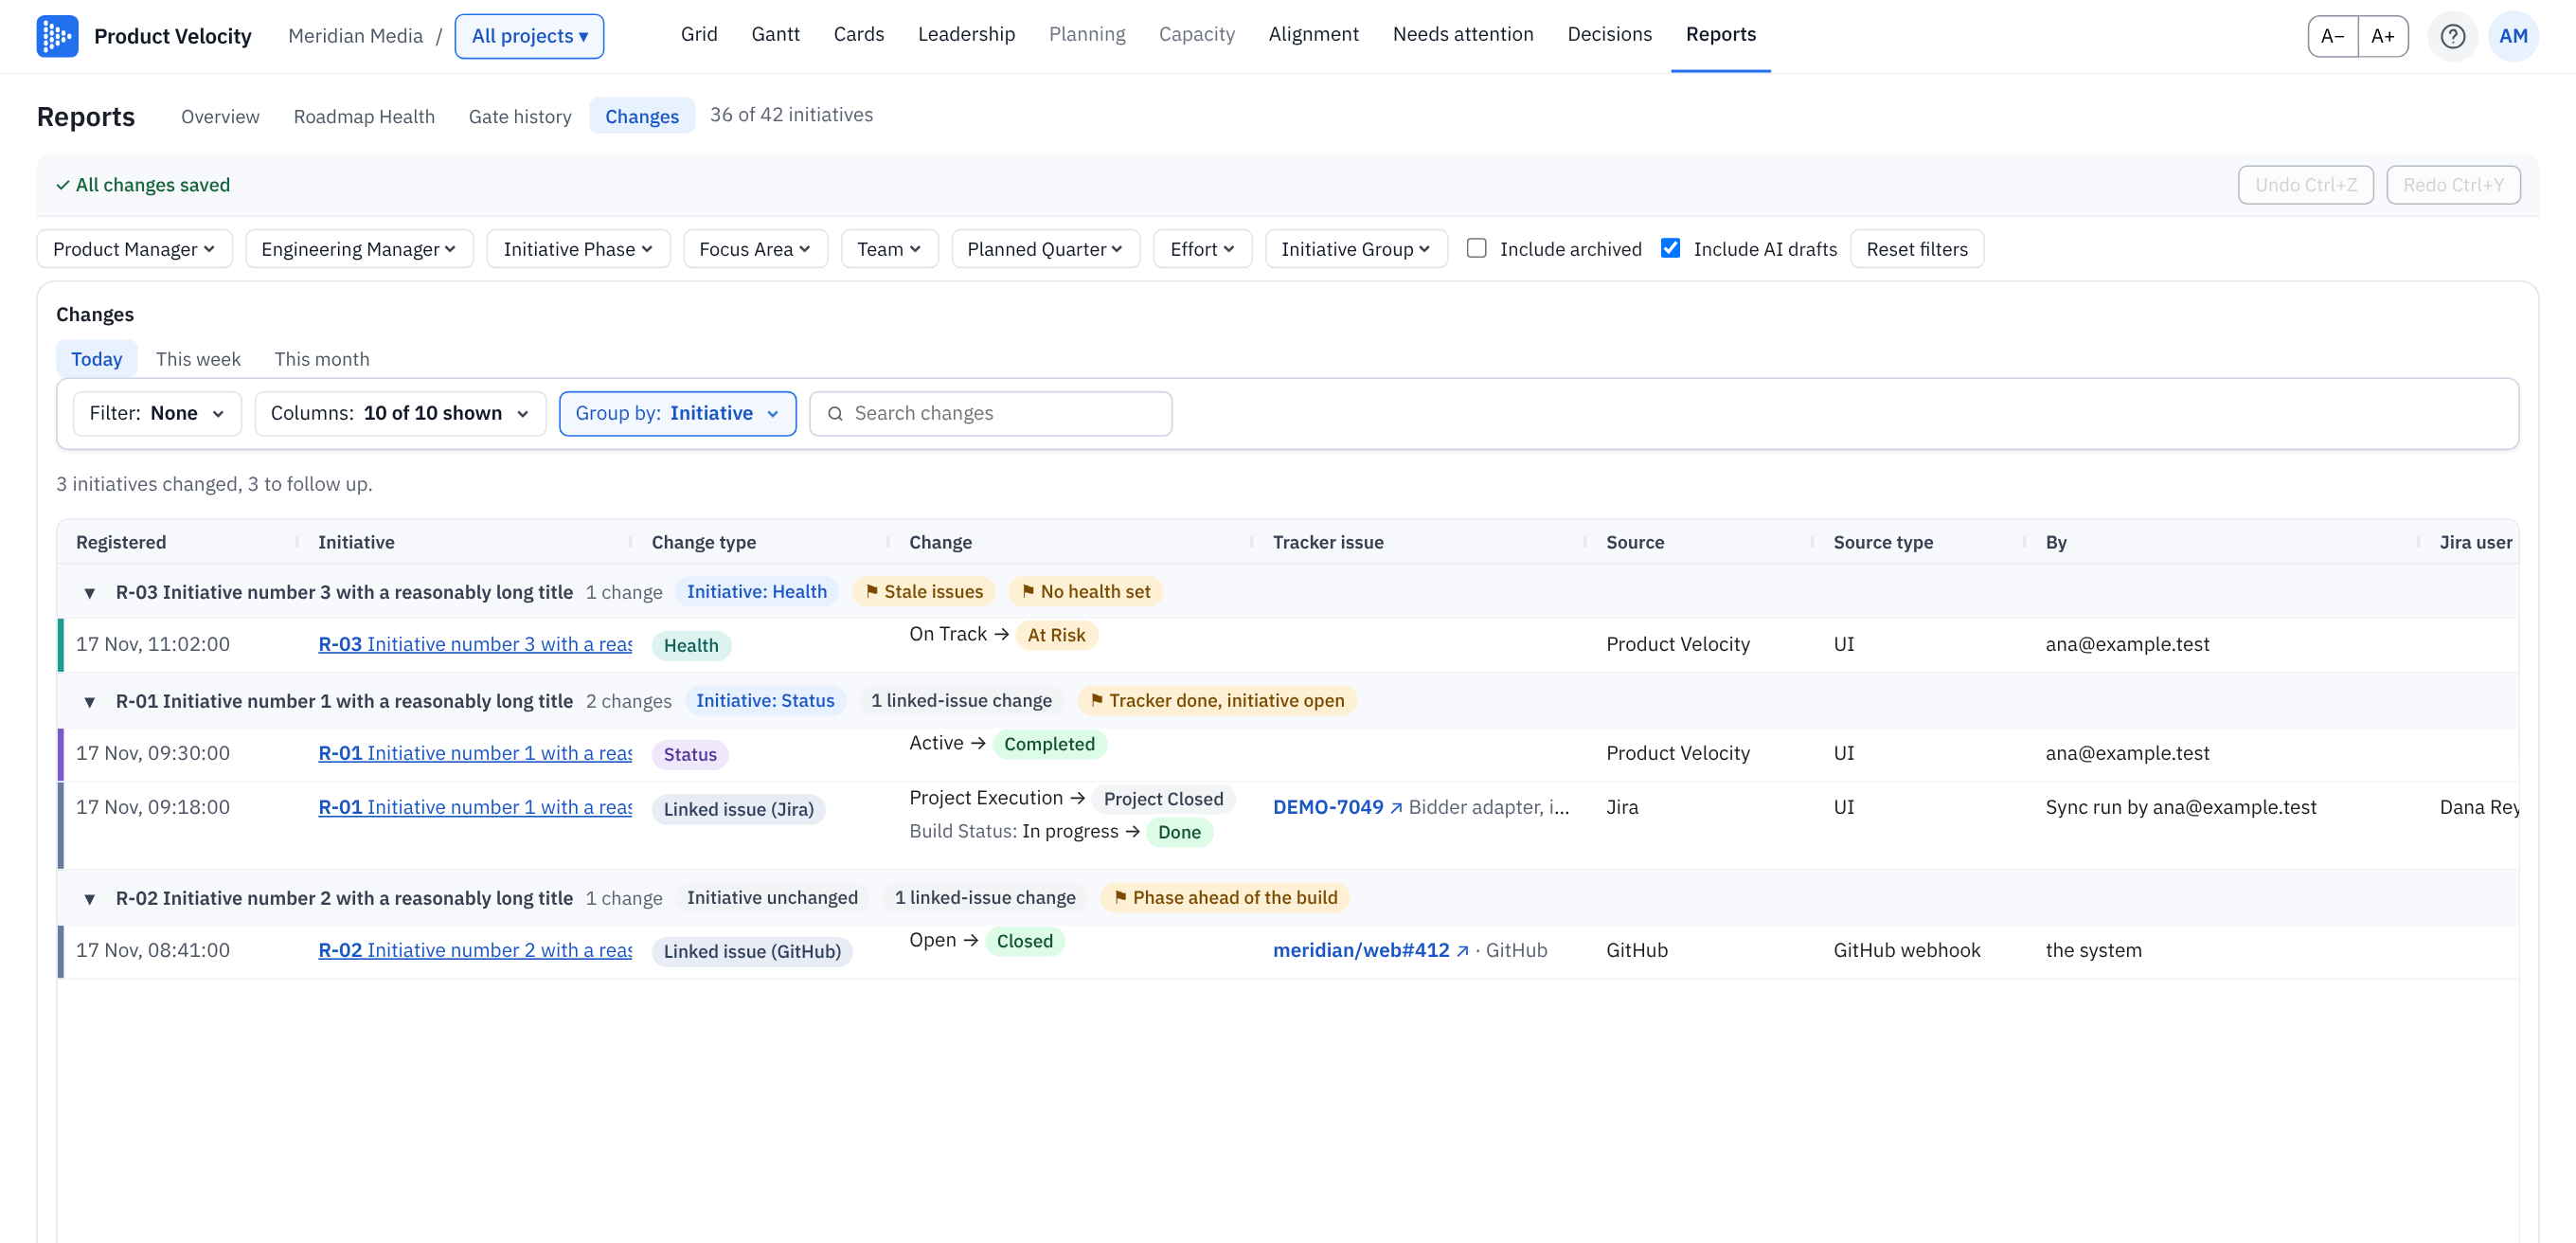 Product Velocity Meridian Media / All projects ▾ Grid Gantt Cards Leadership Planning Capacity Alignment Needs attention Decisions Reports A− A+ ? AM
Reports Overview Roadmap Health Gate history Changes 36 of 42 initiatives
✓ All changes saved Undo Ctrl+Z Redo Ctrl+Y
Product Manager Engineering Manager Initiative Phase Focus Area Team Planned Quarter Effort Initiative Group Include archived Include AI drafts Reset filters
Changes
Today This week This month
Filter: None Columns: 10 of 10 shown Group by: Initiative Search changes
3 initiatives changed, 3 to follow up.
Registered Initiative Change type Change Tracker issue Source Source type By Jira user
▼ R-03 Initiative number 3 with a reasonably long title 1 change Initiative: Health ⚑ Stale issues ⚑ No health set
17 Nov, 11:02:00 R-03 Initiative number 3 with a reas Health On Track → At Risk Product Velocity UI ana@example.test
▼ R-01 Initiative number 1 with a reasonably long title 2 changes Initiative: Status 1 linked-issue change ⚑ Tracker done, initiative open
17 Nov, 09:30:00 R-01 Initiative number 1 with a reas Status Active → Completed Product Velocity UI ana@example.test
17 Nov, 09:18:00 R-01 Initiative number 1 with a reas Linked issue (Jira) Project Execution → Project Closed DEMO-7049 ↗ Bidder adapter, i... Jira UI Sync run by ana@example.test Dana Rey
Build Status: In progress → Done
▼ R-02 Initiative number 2 with a reasonably long title 1 change Initiative unchanged 1 linked-issue change ⚑ Phase ahead of the build
17 Nov, 08:41:00 R-02 Initiative number 2 with a reas Linked issue (GitHub) Open → Closed meridian/web#412 ↗ · GitHub GitHub GitHub webhook the system